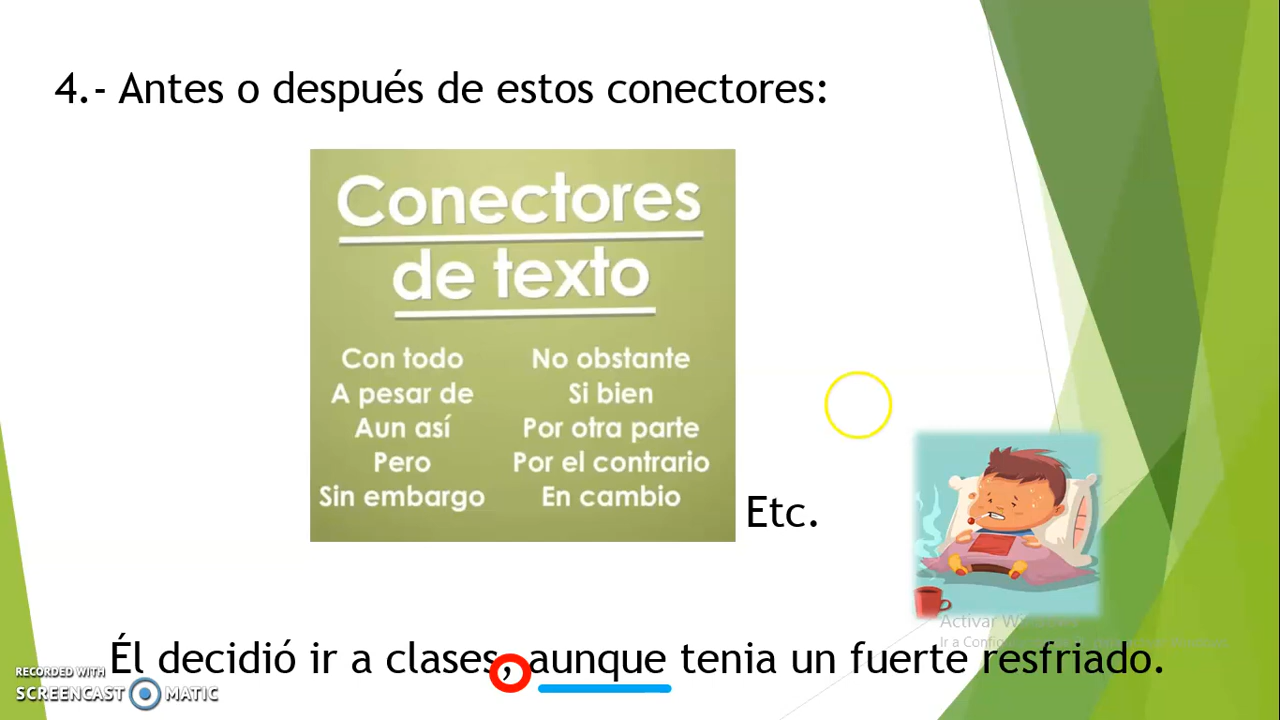 4.- Antes o después de estos conectores:
Conectores
de texto
Con todo
A pesar de
Aun así
Pero
Sin embargo
No obstante
Si bien
Por otra parte
Por el contrario
En cambio
Etc.
Activar Windows
Él decidió ir a clases, aunque tenia un fuerte resfriado.
RECORDED WITH
SCREENCAST MATIC